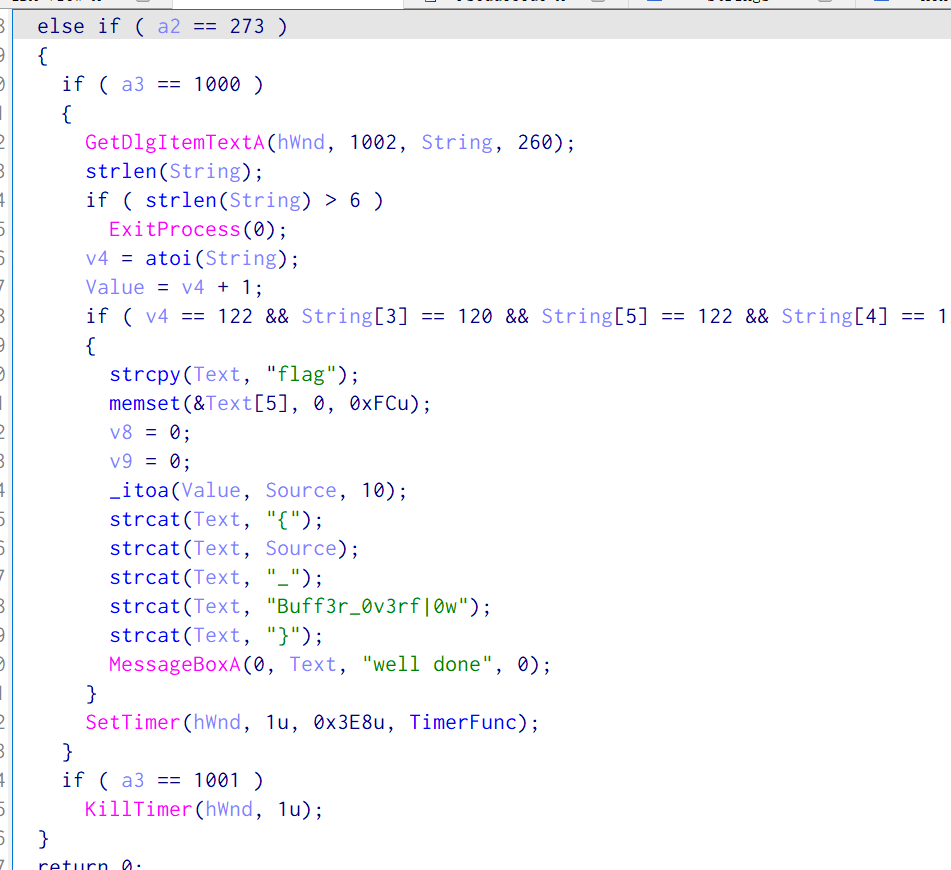 else if ( a2 == 273 )
{
if ( a3 == 1000 )
{
GetDlgItemTextA(hWnd, 1002, String, 260);
strlen(String);
if ( strlen(String) > 6 )
ExitProcess(0);
v4 = atoi(String);
Value = v4 + 1;
if ( v4 == 122 && String[3] == 120 && String[5] == 122 && String[4] == 1
{
strcpy(Text, "flag");
memset(&Text[5], 0, 0xFCu);
v8 = 0;
v9 = 0;
_itoa(Value, Source, 10);
strcat(Text, "{");
strcat(Text, Source);
strcat(Text, "_");
strcat(Text, "Buff3r_0v3rf|0w");
strcat(Text, "}");
MessageBoxA(0, Text, "well done", 0);
}
SetTimer(hWnd, 1u, 0x3E8u, TimerFunc);
}
if ( a3 == 1001 )
KillTimer(hWnd, 1u);
}
return 0;